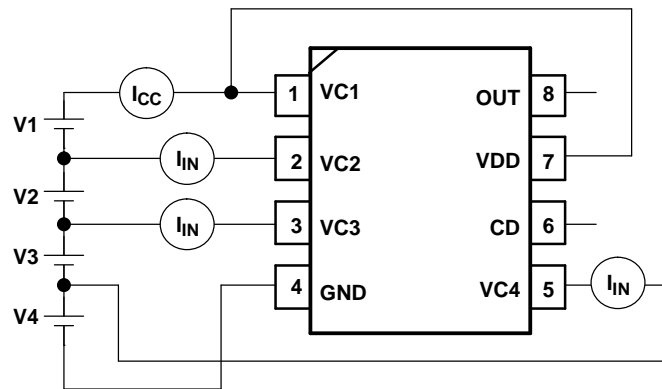 I_CC
1 VC1 OUT 8
V1
I_IN 2 VC2 VDD 7
V2
I_IN 3 VC3 CD 6
V3
4 GND VC4 5 I_IN
V4